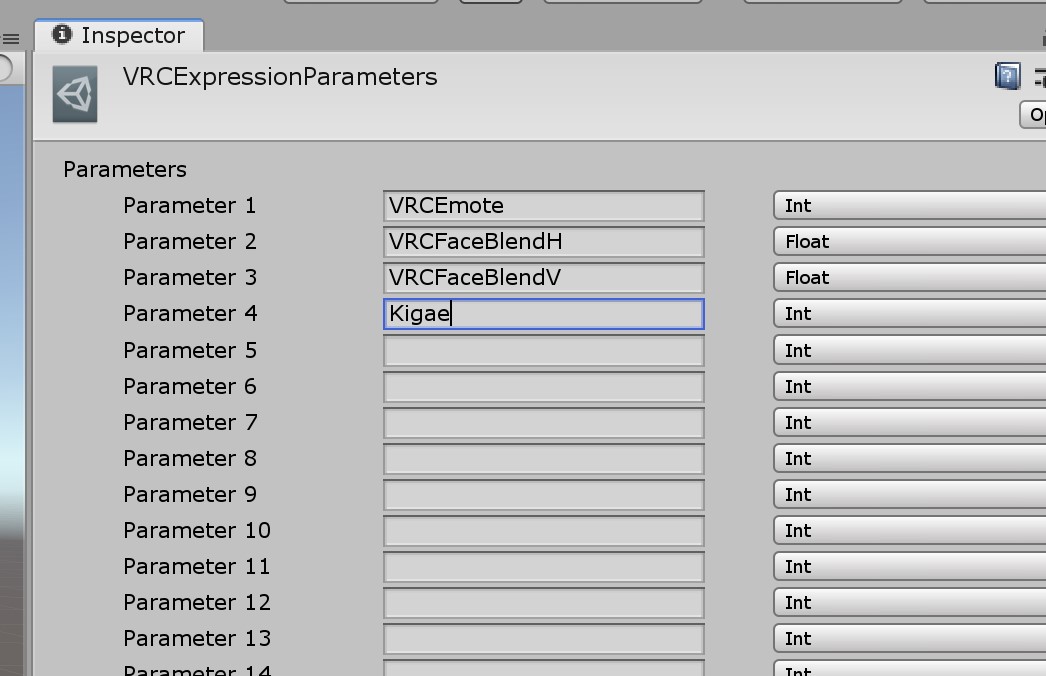 Inspector
VRCExpressionParameters
Op
Parameters
Parameter 1 VRCEmote Int
Parameter 2 VRCFaceBlendH Float
Parameter 3 VRCFaceBlendV Float
Parameter 4 Kigae Int
Parameter 5 Int
Parameter 6 Int
Parameter 7 Int
Parameter 8 Int
Parameter 9 Int
Parameter 10 Int
Parameter 11 Int
Parameter 12 Int
Parameter 13 Int
Parameter 14 Int